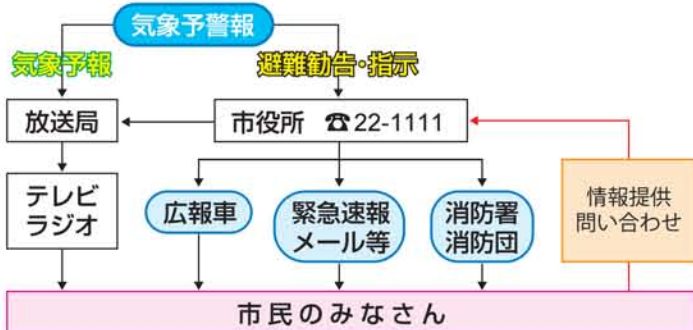 気象予警報
気象予報
避難勧告・指示
放送局
市役所 ☎22-1111
テレビ
ラジオ
広報車
緊急速報
メール等
消防署
消防団
情報提供
問い合わせ
市民のみなさん